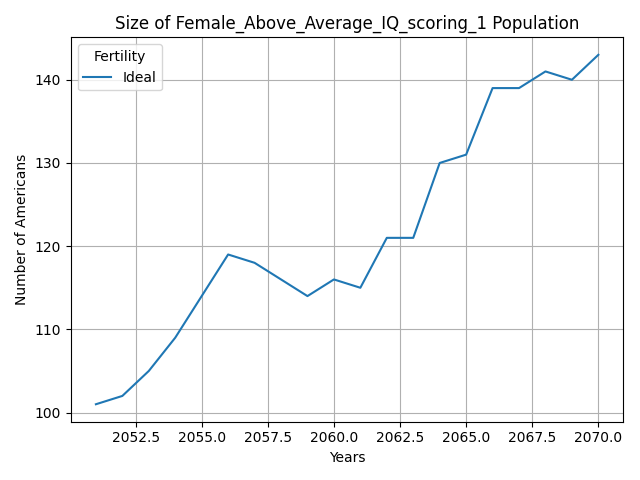 Size of Female_Above_Average_IQ_scoring_1 Population
Fertility
Ideal
Number of Americans
140
130
120
110
100
2052.5 2055.0 2057.5 2060.0 2062.5 2065.0 2067.5 2070.0
Years